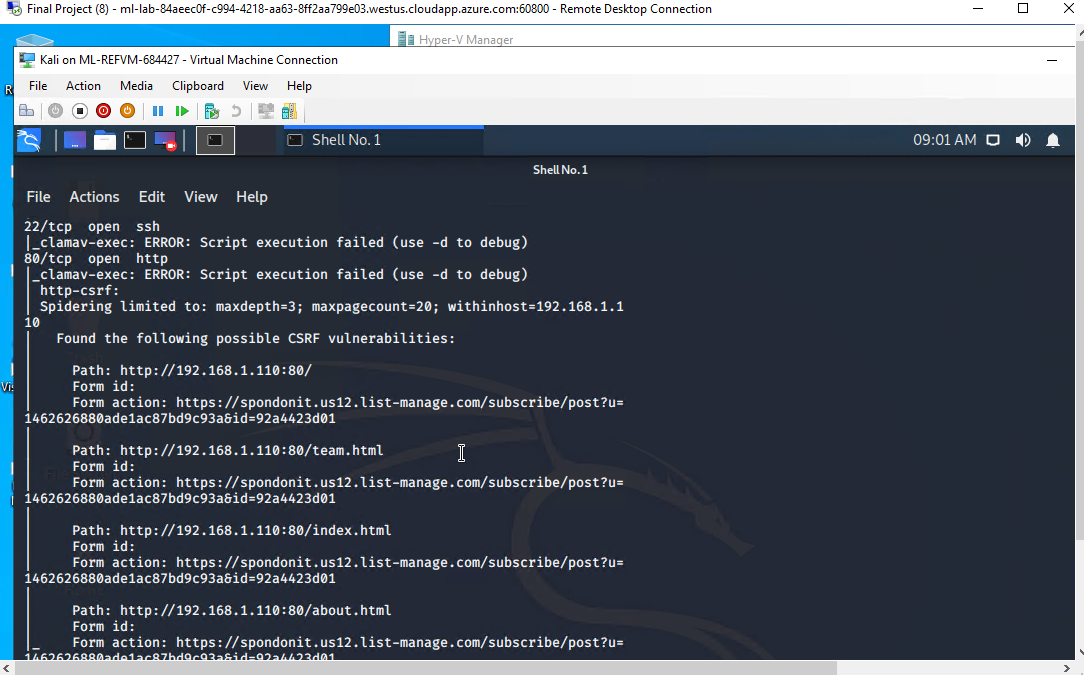 Final Project (8) - ml-lab-84aeec0f-c994-4218-aa63-8ff2aa799e03.westus.cloudapp.azure.com:60800 - Remote Desktop Connection
Hyper-V Manager
Kali on ML-REFVM-684427 - Virtual Machine Connection
File Action Media Clipboard View Help
Shell No. 1
09:01 AM
Shell No. 1
File Actions Edit View Help
22/tcp open ssh
|_clamav-exec: ERROR: Script execution failed (use -d to debug)
80/tcp open http
|_clamav-exec: ERROR: Script execution failed (use -d to debug)
| http-csrf:
| Spidering limited to: maxdepth=3; maxpagecount=20; withinhost=192.168.1.1
10
|   Found the following possible CSRF vulnerabilities:
|
|     Path: http://192.168.1.110:80/
|     Form id:
|     Form action: https://spondonit.us12.list-manage.com/subscribe/post?u=
1462626880ade1ac87bd9c93a&id=92a4423d01
|
|     Path: http://192.168.1.110:80/team.html
|     Form id:
|     Form action: https://spondonit.us12.list-manage.com/subscribe/post?u=
1462626880ade1ac87bd9c93a&id=92a4423d01
|
|     Path: http://192.168.1.110:80/index.html
|     Form id:
|     Form action: https://spondonit.us12.list-manage.com/subscribe/post?u=
1462626880ade1ac87bd9c93a&id=92a4423d01
|
|     Path: http://192.168.1.110:80/about.html
|     Form id:
|_    Form action: https://spondonit.us12.list-manage.com/subscribe/post?u=
1462626880ade1ac87bd9c93a&id=92a4423d01